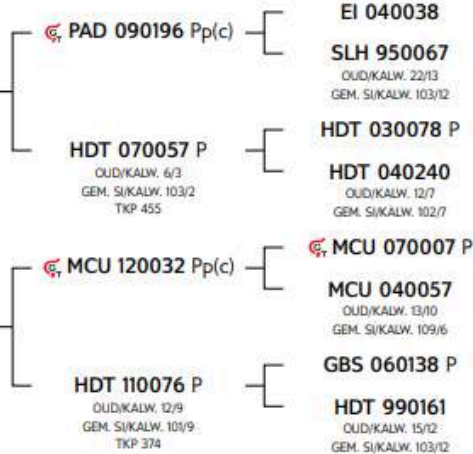 EI 040038
PAD 090196 Pp(c)
SLH 950067
OUD/KALW. 22/13
GEM. SI/KALW. 103/12
HDT 030078 P
HDT 070057 P
OUD/KALW. 6/3
GEM. SI/KALW. 103/2
TKP 455
HDT 040240
OUD/KALW. 12/7
GEM. SI/KALW. 102/7
MCU 070007 P
MCU 120032 Pp(c)
MCU 040057
OUD/KALW. 13/10
GEM. SI/KALW. 109/6
GBS 060138 P
HDT 110076 P
OUD/KALW. 12/9
GEM. SI/KALW. 101/9
TKP 374
HDT 990161
OUD/KALW. 15/12
GEM. SI/KALW. 103/12